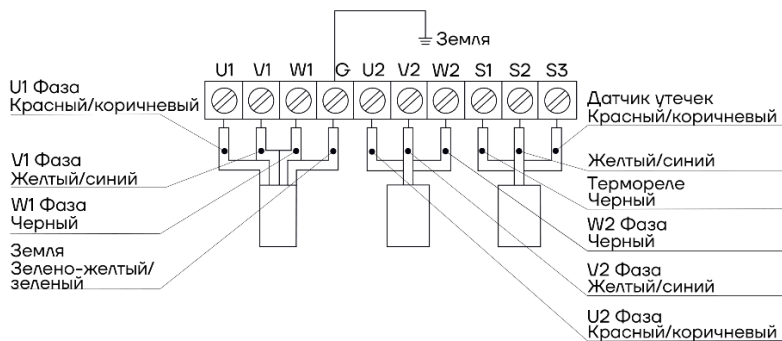 Земля
U1 V1 W1 G U2 V2 W2 S1 S2 S3
U1 Фаза
Красный/коричневый
V1 Фаза
Желтый/синий
W1 Фаза
Черный
Земля
Зелено-желтый/
зеленый
Датчик утечек
Красный/коричневый
Желтый/синий
Термореле
Черный
W2 Фаза
Черный
V2 Фаза
Желтый/синий
U2 Фаза
Красный/коричневый